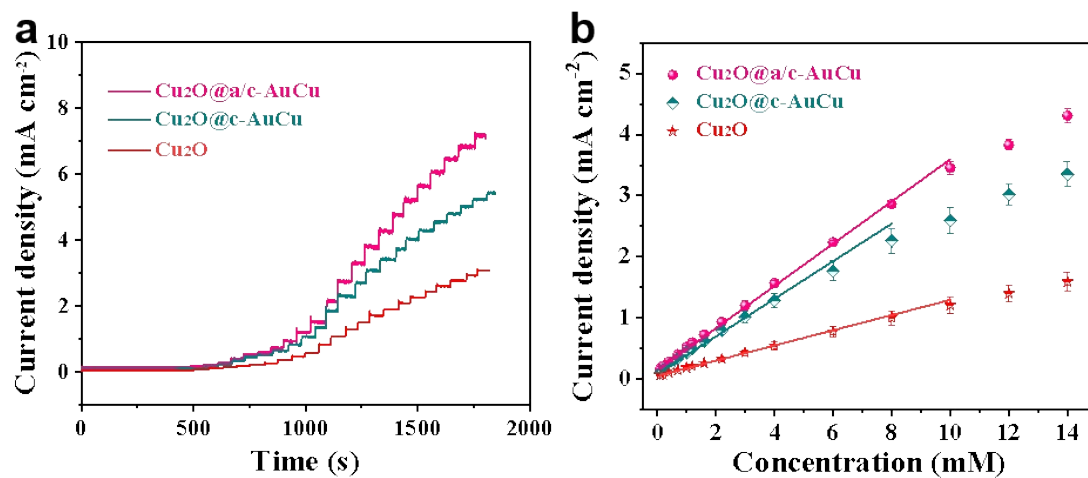 a
10
8
6
4
2
0
Current density (mA cm⁻²)
Cu₂O@a/c-AuCu
Cu₂O@c-AuCu
Cu₂O
0 500 1000 1500 2000
Time (s)
b
5
4
3
2
1
0
Current density (mA cm⁻²)
Cu₂O@a/c-AuCu
Cu₂O@c-AuCu
Cu₂O
0 2 4 6 8 10 12 14
Concentration (mM)